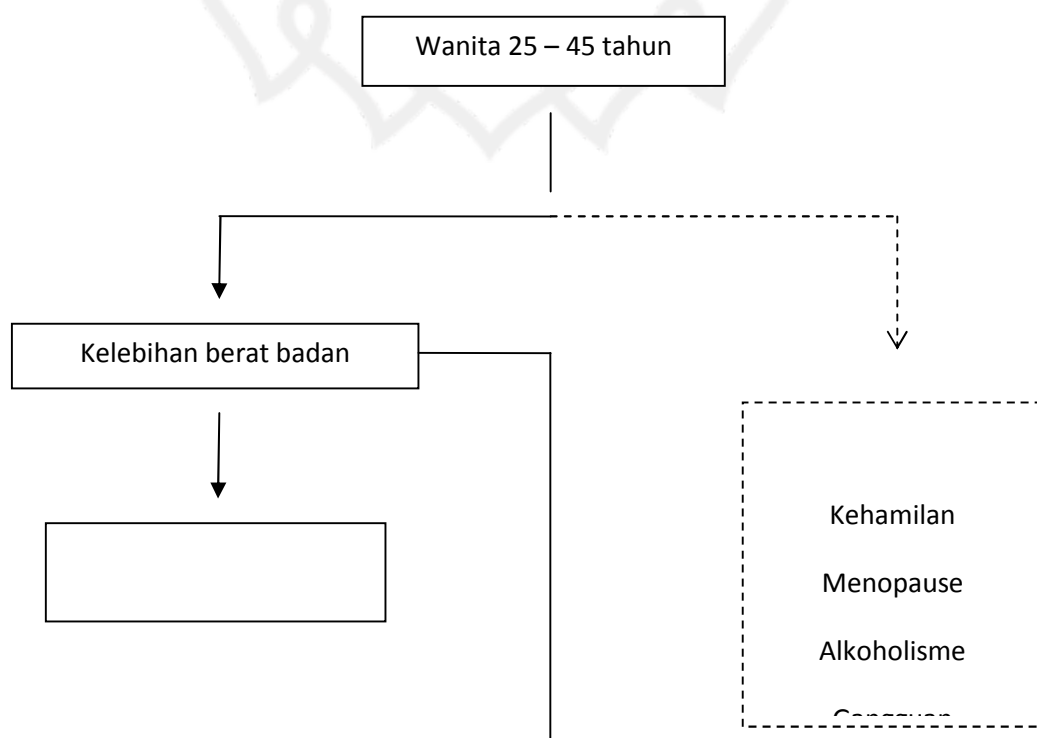 Wanita 25 – 45 tahun
Kelebihan berat badan
Kehamilan
Menopause
Alkoholisme